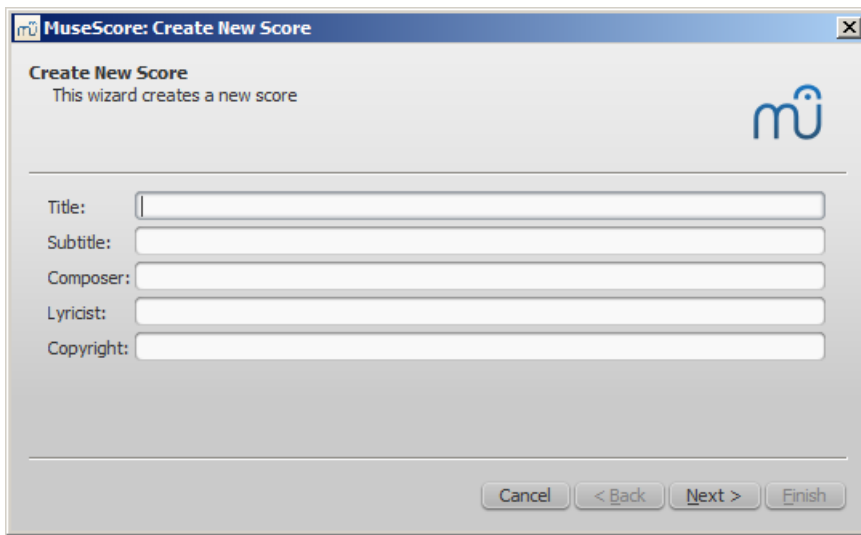 MuseScore: Create New Score
Create New Score
This wizard creates a new score
Title:
Subtitle:
Composer:
Lyricist:
Copyright:
Cancel < Back Next > Finish